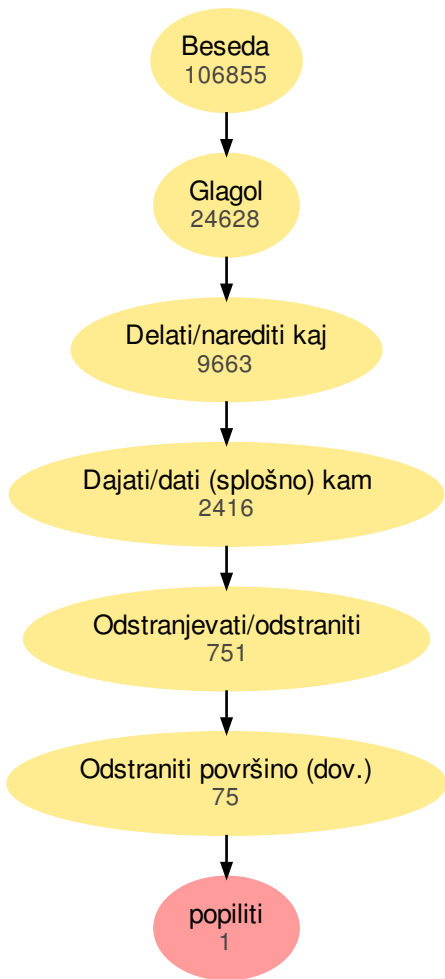 Beseda
106855
Glagol
24628
Delati/narediti kaj
9663
Dajati/dati (splošno) kam
2416
Odstranjevati/odstraniti
751
Odstraniti površino (dov.)
75
popiliti
1